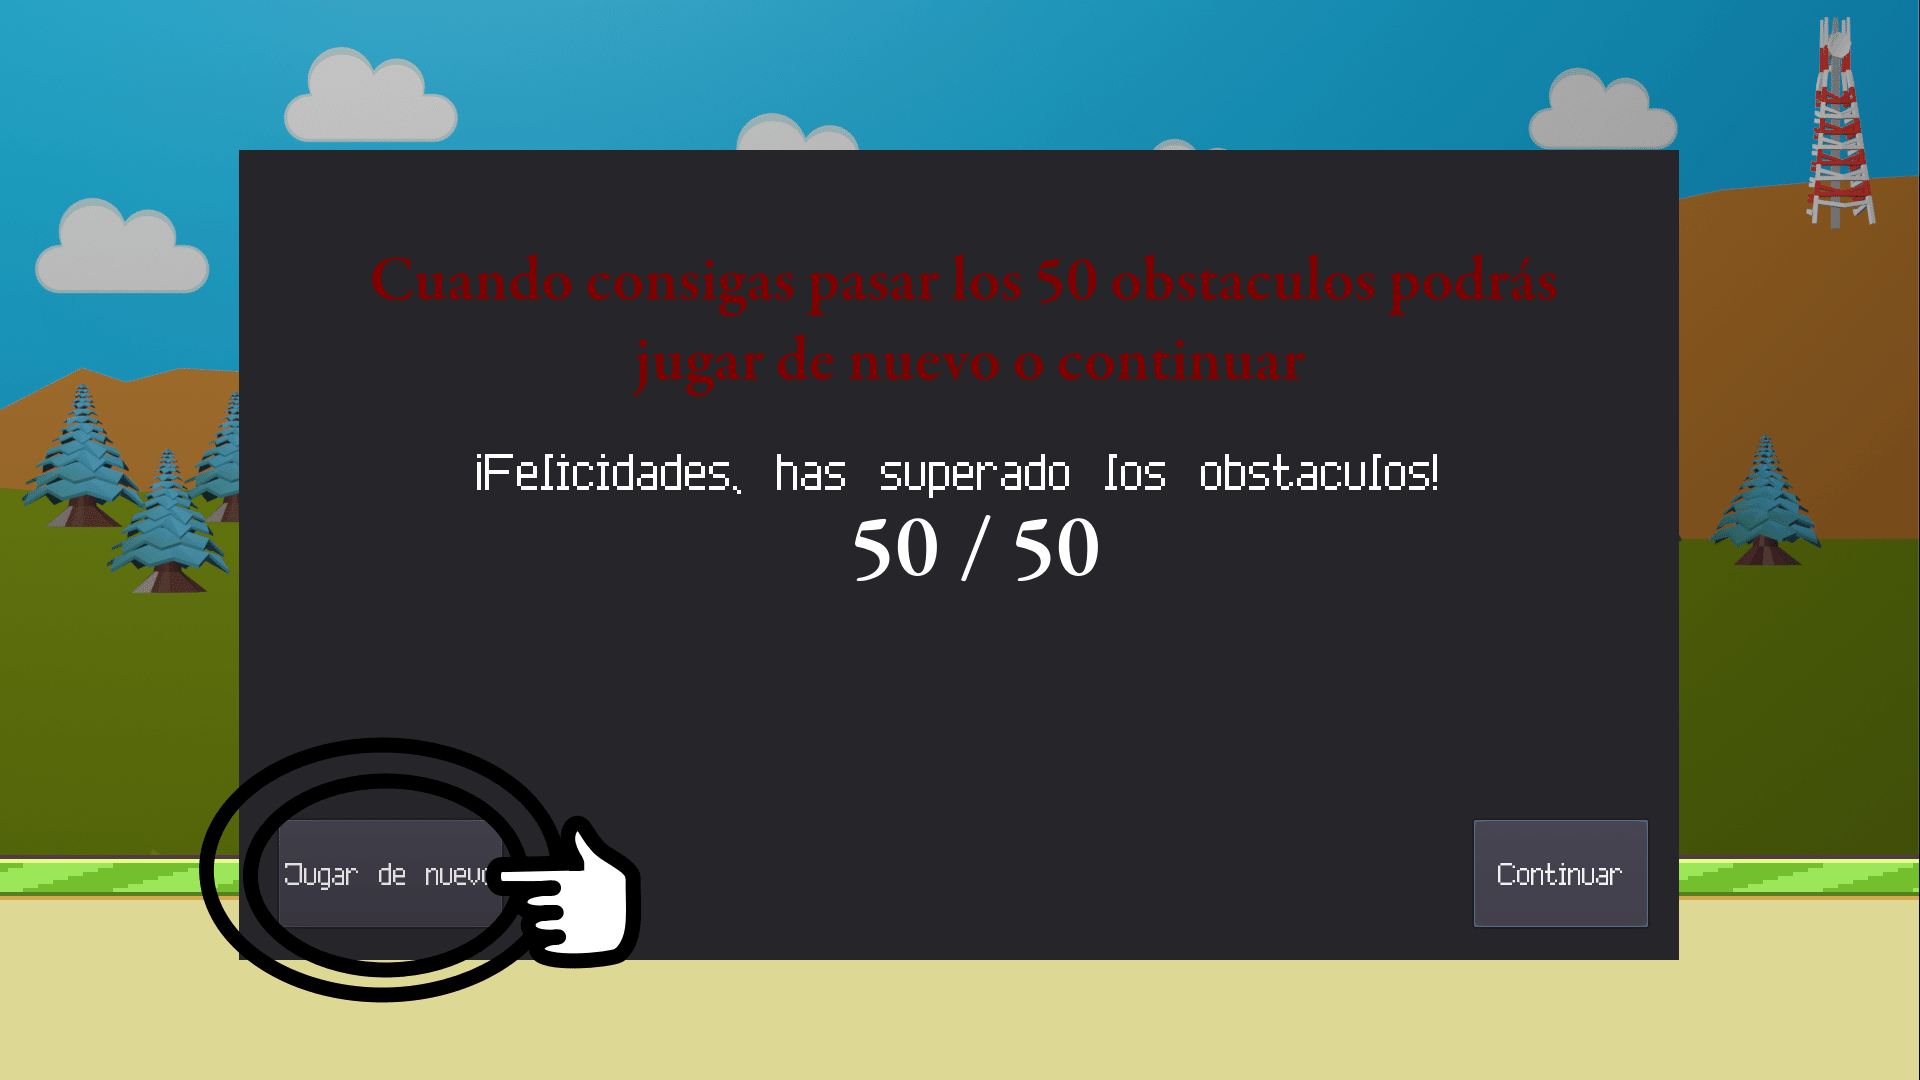 Cuando consigas pasar los 50 obstaculos podrás
jugar de nuevo o continuar
¡Felicidades, has superado los obstaculos!
50 / 50
Jugar de nuevo
Continuar